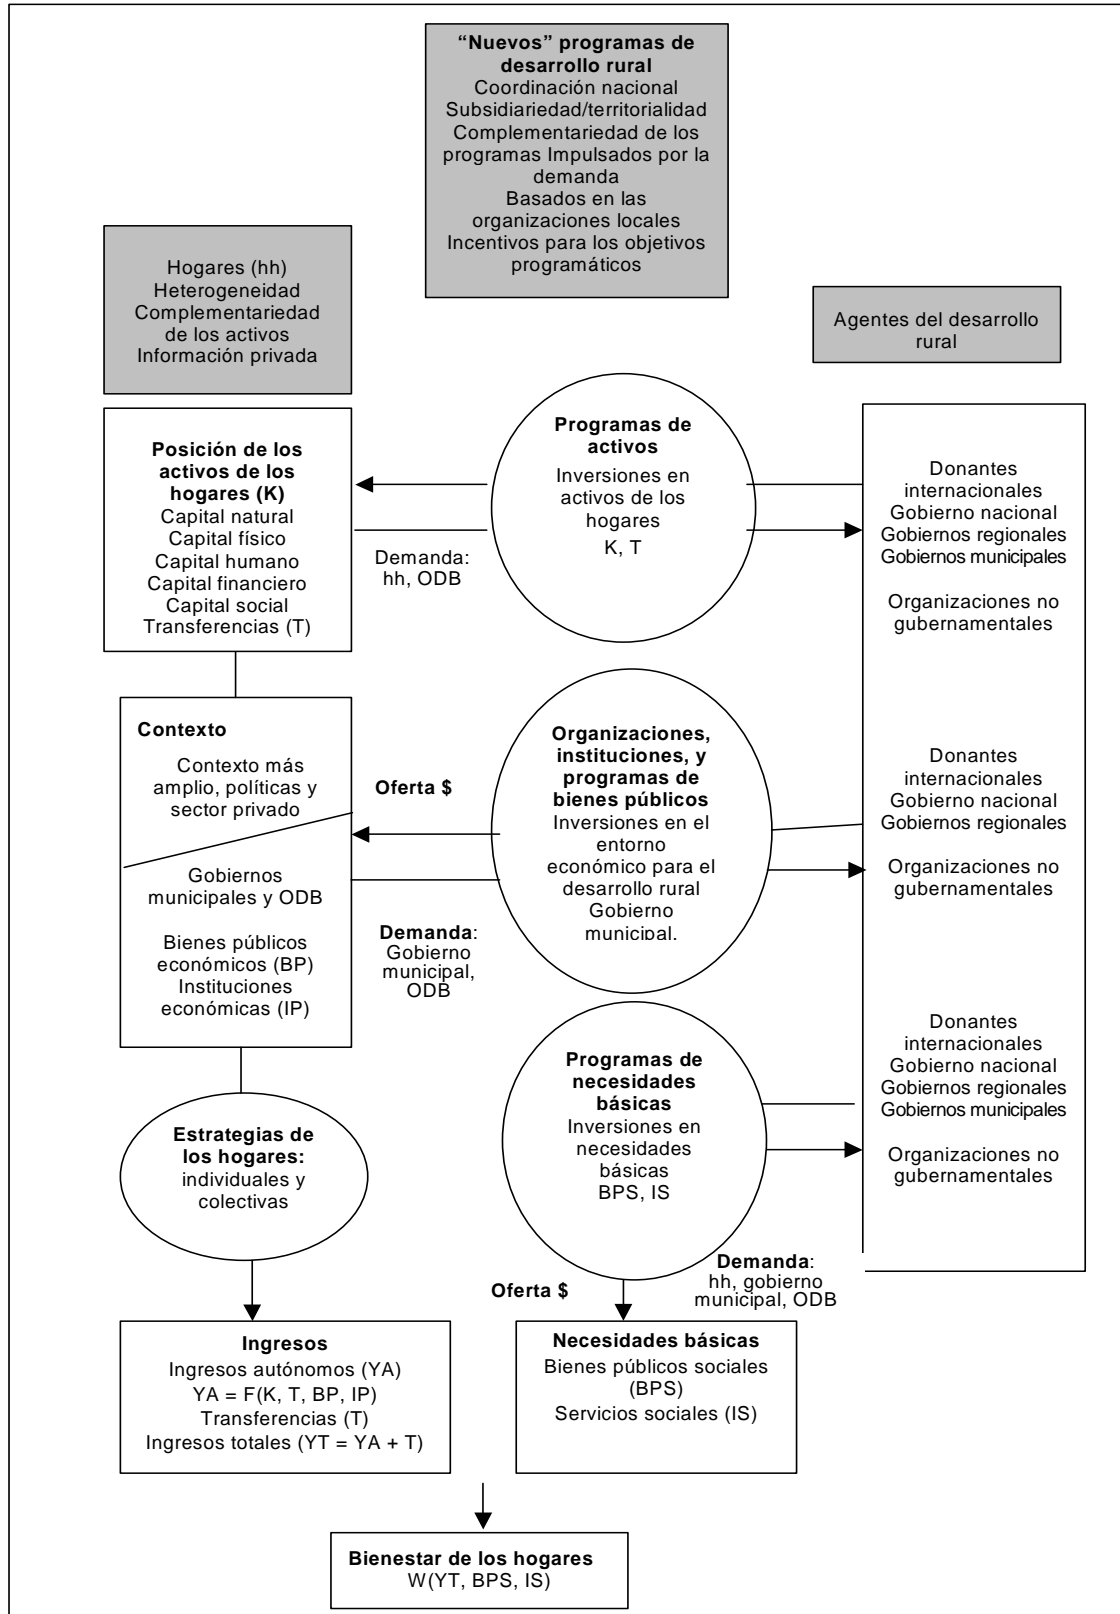 “Nuevos” programas de
desarrollo rural
Coordinación nacional
Subsidiariedad/territorialidad
Complementariedad de los
programas Impulsados por la
demanda
Basados en las
organizaciones locales
Incentivos para los objetivos
programáticos
Hogares (hh)
Heterogeneidad
Complementariedad
de los activos
Información privada
Agentes del desarrollo
rural
Posición de los
activos de los
hogares (K)
Capital natural
Capital físico
Capital humano
Capital financiero
Capital social
Transferencias (T)
Demanda:
hh, ODB
Programas de
activos
Inversiones en
activos de los
hogares
K, T
Donantes
internacionales
Gobierno nacional
Gobiernos regionales
Gobiernos municipales
Organizaciones no
gubernamentales
Contexto
Contexto más
amplio, políticas y
sector privado
Gobiernos
municipales y ODB
Bienes públicos
económicos (BP)
Instituciones
económicas (IP)
Oferta $
Demanda:
Gobierno
municipal,
ODB
Organizaciones,
instituciones, y
programas de
bienes públicos
Inversiones en el
entorno
económico para el
desarrollo rural
Gobierno
municipal.
Donantes
internacionales
Gobierno nacional
Gobiernos regionales
Organizaciones no
gubernamentales
Programas de
necesidades
básicas
Inversiones en
necesidades
básicas
BPS, IS
Donantes
internacionales
Gobierno nacional
Gobiernos regionales
Gobiernos municipales
Organizaciones no
gubernamentales
Estrategias de
los hogares:
individuales y
colectivas
Oferta $
Demanda:
hh, gobierno
municipal, ODB
Ingresos
Ingresos autónomos (YA)
YA = F(K, T, BP, IP)
Transferencias (T)
Ingresos totales (YT = YA + T)
Necesidades básicas
Bienes públicos sociales
(BPS)
Servicios sociales (IS)
Bienestar de los hogares
W(YT, BPS, IS)